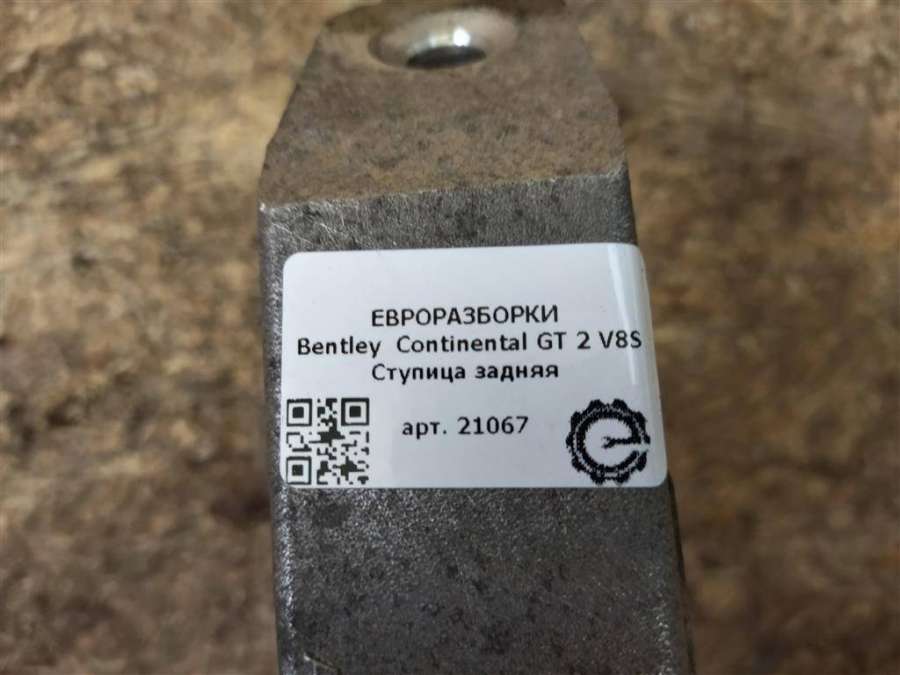 ЕВРОРАЗБОРКИ
Bentley Continental GT 2 V8S
Ступица задняя
арт. 21067